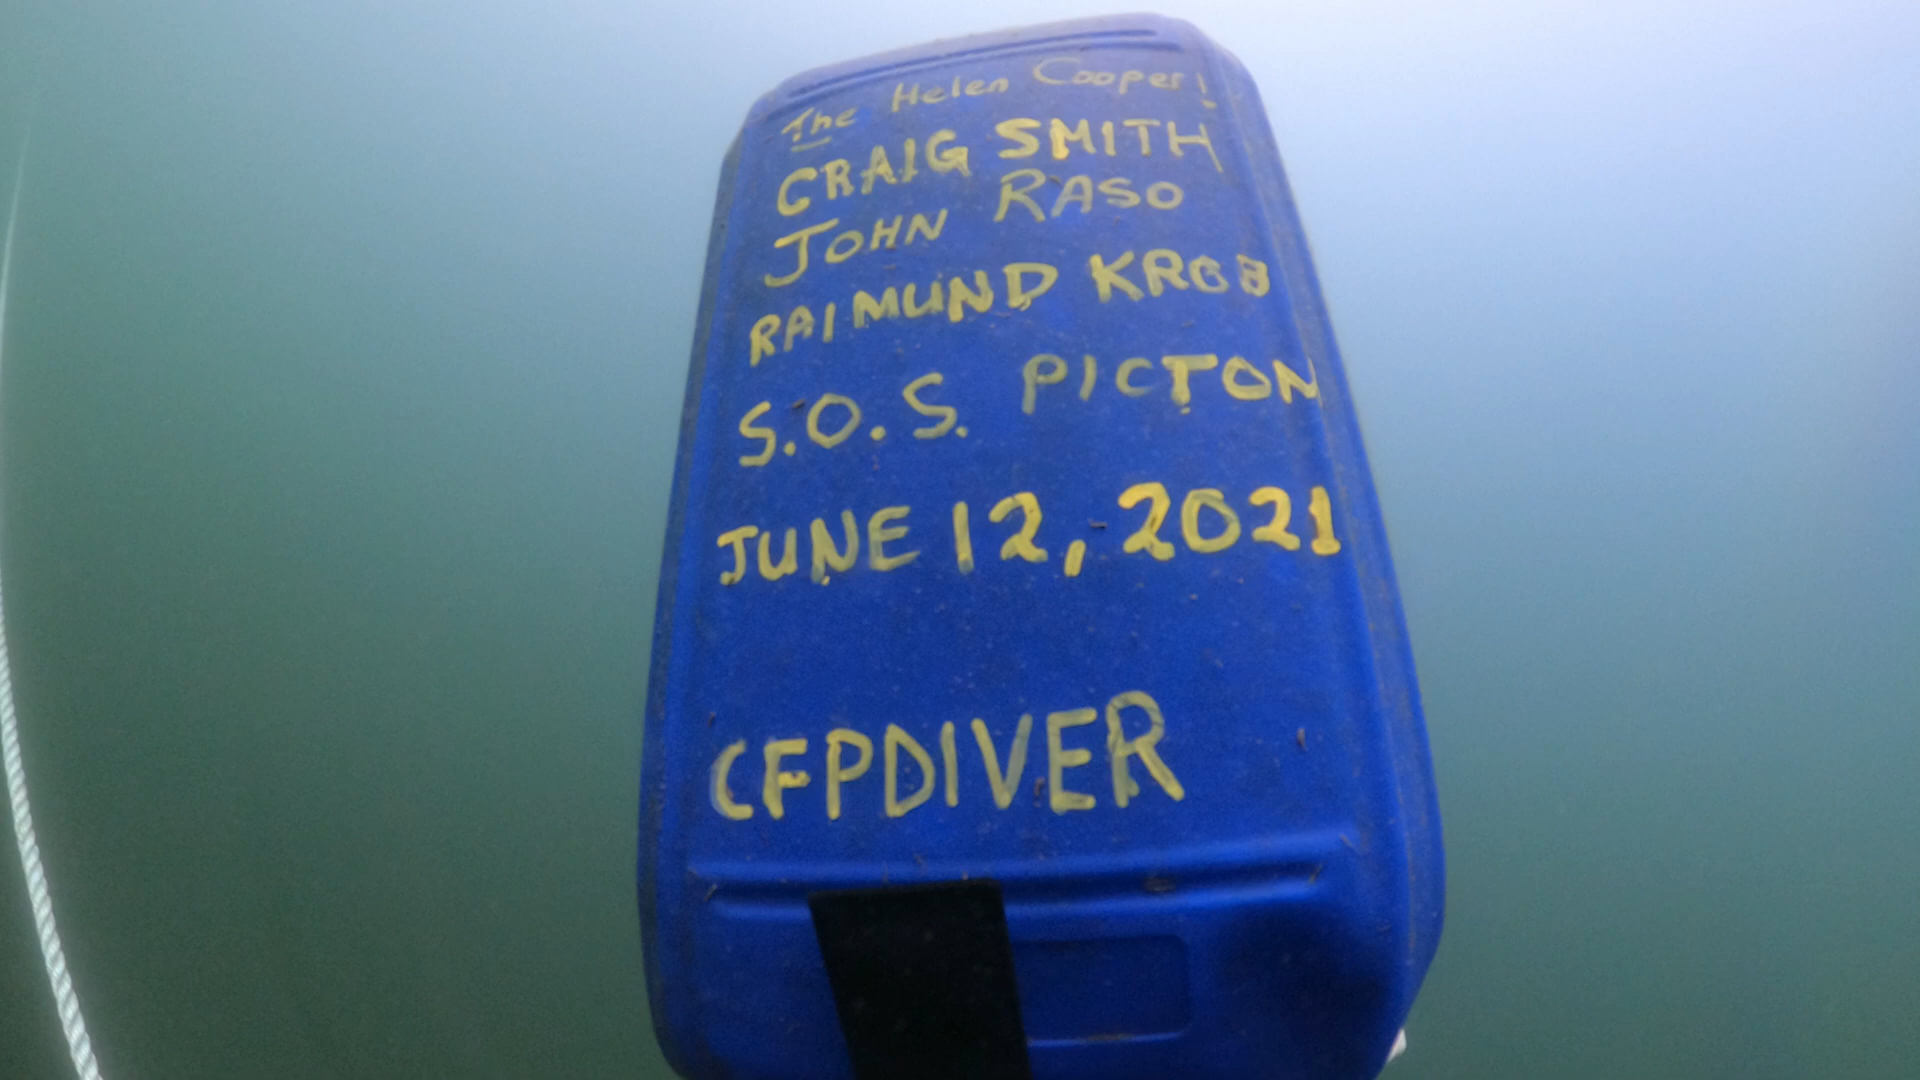 The Helen Cooper!
CRAIG SMITH
JOHN RASO
RAIMUND KROB
S.O.S. PICTON
JUNE 12, 2021
CFPDIVER